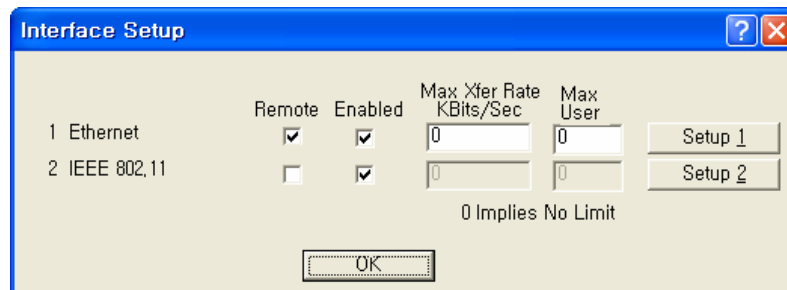 Interface Setup
Remote Enabled Max Xfer Rate KBits/Sec Max User
1 Ethernet 0 0 Setup 1
2 IEEE 802,11 0 0 Setup 2
0 Implies No Limit
OK